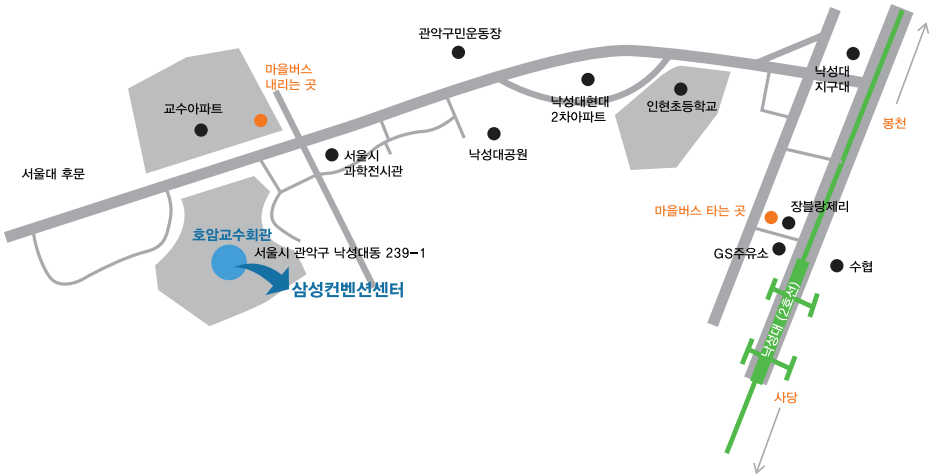 관악구민운동장
마을버스
내리는 곳
낙성대
지구대
교수아파트
낙성대현대
2차아파트
인현초등학교
봉천
서울시
과학전시관
낙성대공원
서울대 후문
마을버스 타는 곳
장블랑제리
호암교수회관
서울시 관악구 낙성대동 239-1
GS주유소
수협
삼성컨벤션센터
낙성대 (2호선)
사당